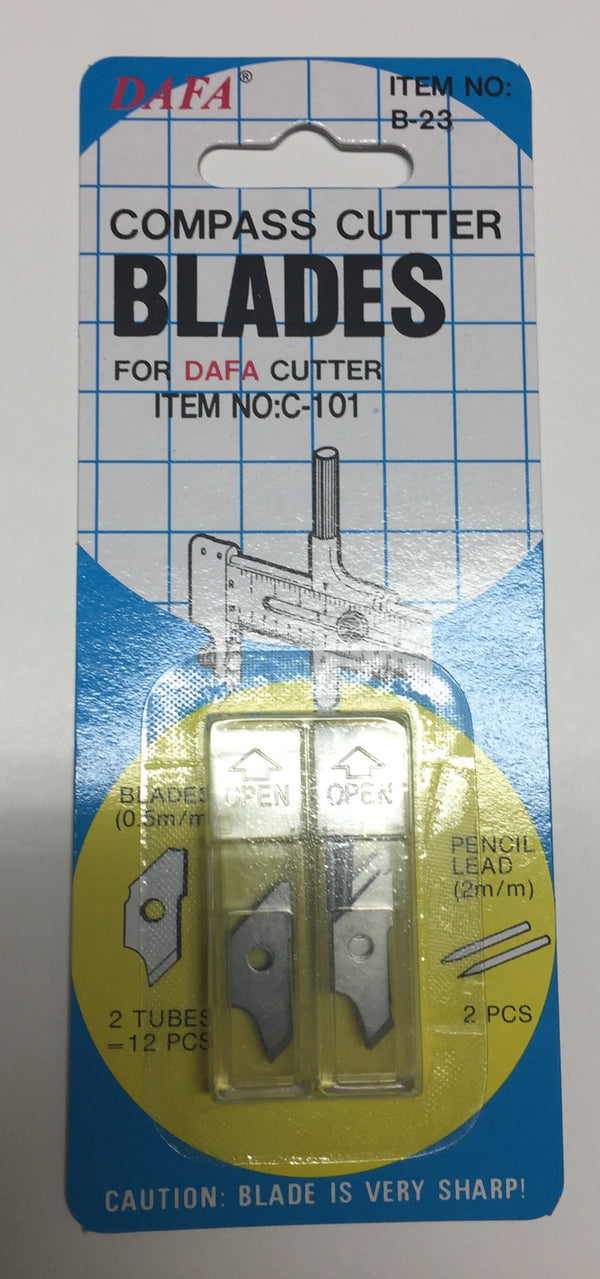 DAFA®
ITEM NO:
B-23
COMPASS CUTTER
BLADES
FOR DAFA CUTTER
ITEM NO:C-101
OPEN OPEN
BLADES
(0.5m/m
2 TUBES
=12 PCS
PENCIL
LEAD
(2m/m)
2 PCS
CAUTION: BLADE IS VERY SHARP!